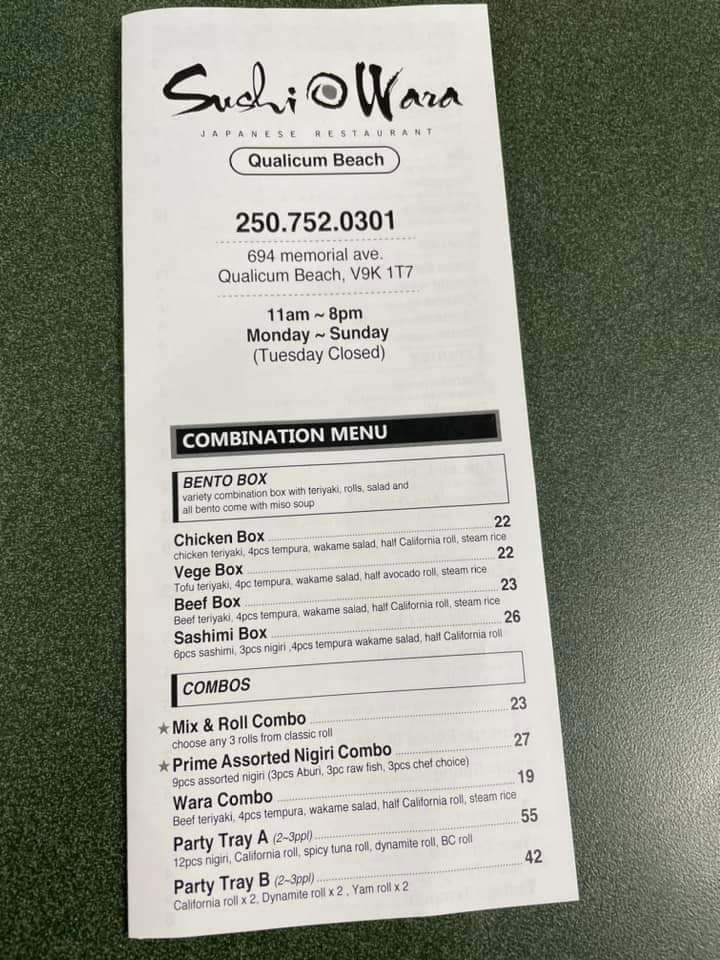 Sushi Wara
JAPANESE RESTAURANT
Qualicum Beach
250.752.0301
694 memorial ave.
Qualicum Beach, V9K 1T7
11am ~ 8pm
Monday ~ Sunday
(Tuesday Closed)
COMBINATION MENU
BENTO BOX
variety combination box with teriyaki, rolls, salad and
all bento come with miso soup
Chicken Box 22
chicken teriyaki, 4pcs tempura, wakame salad, half California roll, steam rice
Vege Box 22
Tofu teriyaki, 4pc tempura, wakame salad, half avocado roll, steam rice
Beef Box 23
Beef teriyaki, 4pcs tempura, wakame salad, half California roll, steam rice
Sashimi Box 26
6pcs sashimi, 3pcs nigiri ,4pcs tempura wakame salad, half California roll
COMBOS
★ Mix & Roll Combo 23
choose any 3 rolls from classic roll
★ Prime Assorted Nigiri Combo 27
9pcs assorted nigiri (3pcs Aburi, 3pc raw fish, 3pcs chef choice)
Wara Combo 19
Beef teriyaki, 4pcs tempura, wakame salad, half California roll, steam rice
Party Tray A (2~3ppl) 55
12pcs nigiri, California roll, spicy tuna roll, dynamite roll, BC roll
Party Tray B (2~3ppl) 42
California roll x 2, Dynamite roll x 2 , Yam roll x 2